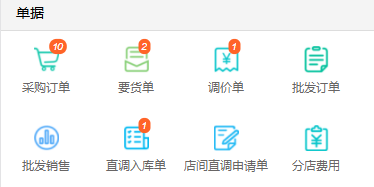 单据
10 2 1
采购订单 要货单 调价单 批发订单
1
批发销售 直调入库单 店间直调申请单 分店费用